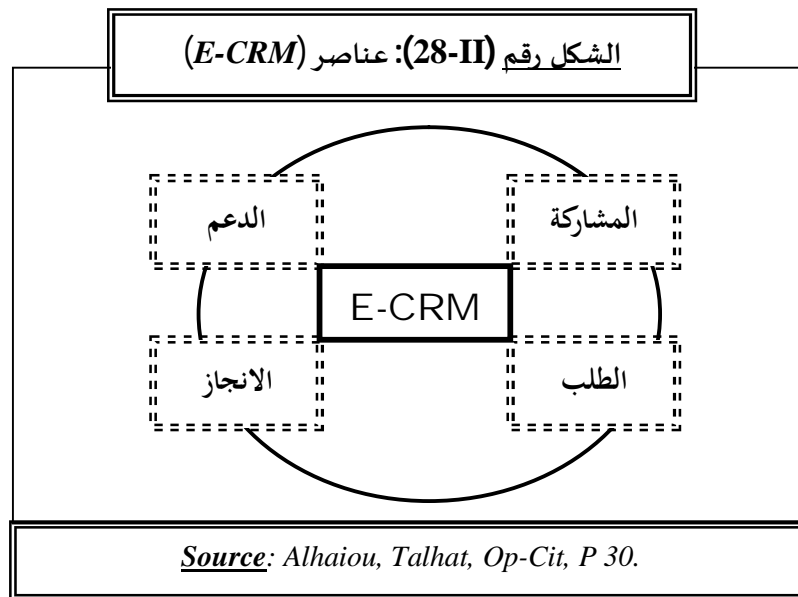 الشكل رقم (II-28): عناصر (E-CRM)
المشاركة
الدعم
E-CRM
الطلب
الانجاز
Source: Alhaiou, Talhat, Op-Cit, P 30.